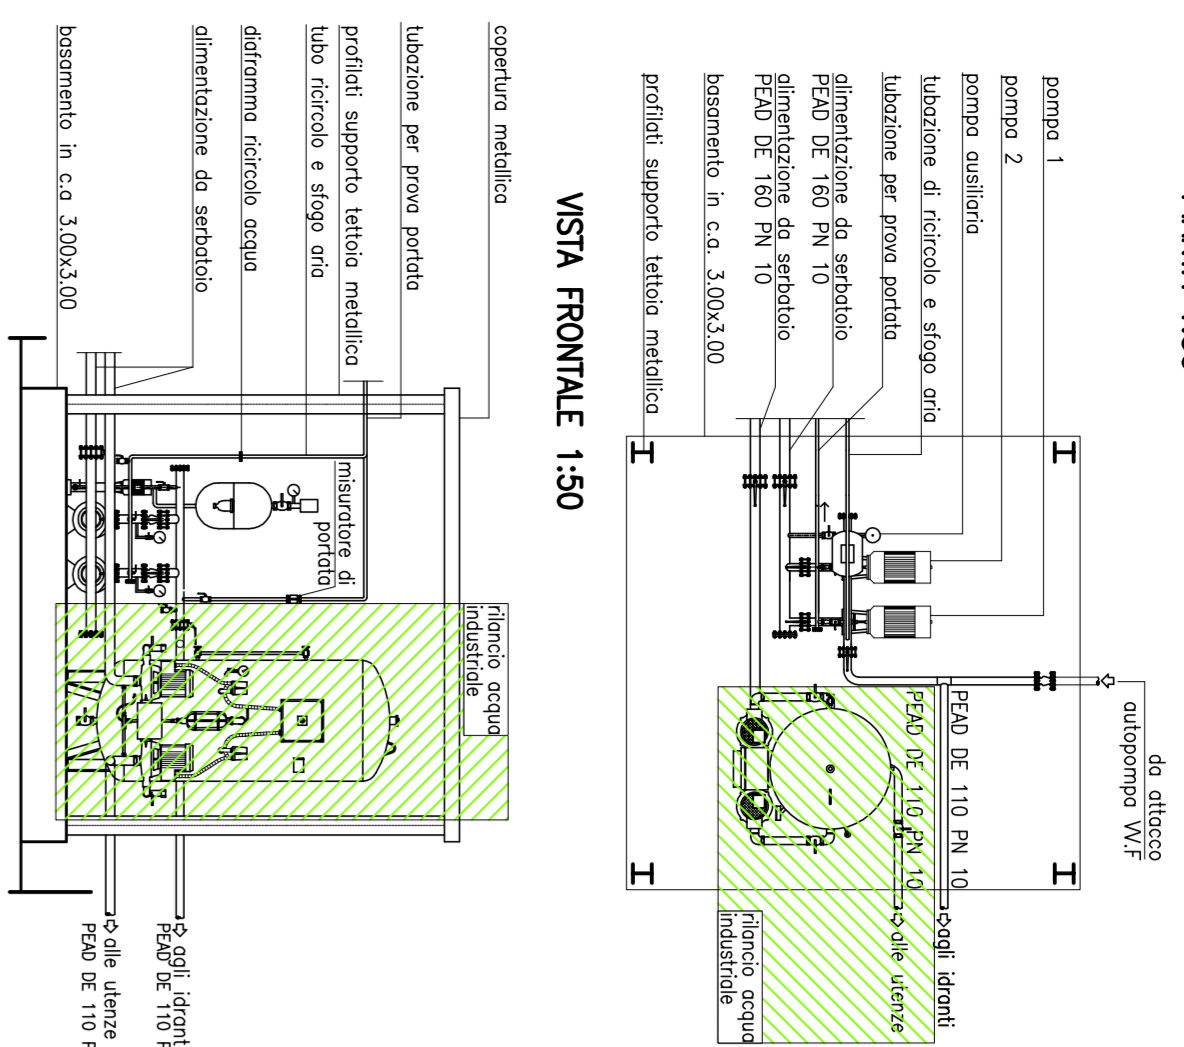 pompa 1
pompa 2
pompa ausiliaria
tubazione di ricircolo e sfogo aria
tubazione per prova portata
alimentazione da serbatoio
PEAD DE 160 PN 10
alimentazione da serbatoio
PEAD DE 160 PN 10
basamento in c.a. 3.00x3.00
profilati supporto tettoia metallica
da attacco
autopompa VV.F
PEAD DE 110 PN 10
PEAD DE 110 PN 10
agli idranti
alle utenze
rilancio acqua
industriale
VISTA FRONTALE 1:50
copertura metallica
tubazione per prova portata
profilati supporto tettoia metallica
tubo ricircolo e sfogo aria
diaframma ricircolo acqua
alimentazione da serbatoio
basamento in c.a 3.00x3.00
misuratore di
portata
rilancio acqua
industriale
agli idrant
PEAD DE 110
alle utenze
PEAD DE 110